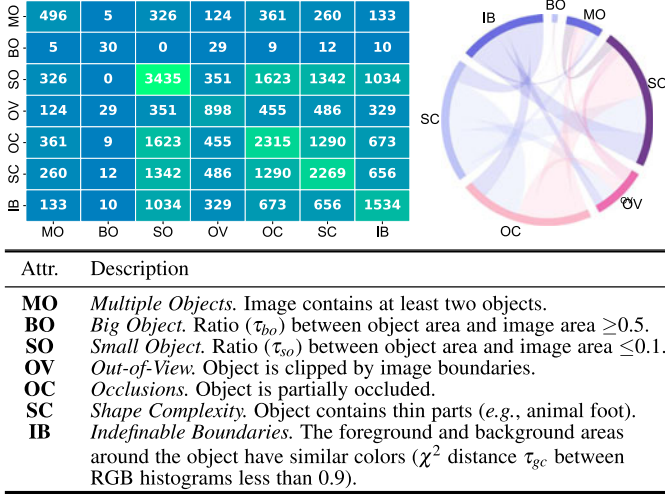 MO 496 5 326 124 361 260 133
BO 5 30 0 29 9 12 10
SO 326 0 3435 351 1623 1342 1034
OV 124 29 351 898 455 486 329
OC 361 9 1623 455 2315 1290 673
SC 260 12 1342 486 1290 2269 656
IB 133 10 1034 329 673 656 1534
MO BO SO OV OC SC IB
BO
IB MO
SO
SC
OV
OV
OC
Attr. Description
MO Multiple Objects. Image contains at least two objects.
BO Big Object. Ratio (τbo) between object area and image area ≥0.5.
SO Small Object. Ratio (τso) between object area and image area ≤0.1.
OV Out-of-View. Object is clipped by image boundaries.
OC Occlusions. Object is partially occluded.
SC Shape Complexity. Object contains thin parts (e.g., animal foot).
IB Indefinable Boundaries. The foreground and background areas
around the object have similar colors (χ² distance τgc between
RGB histograms less than 0.9).